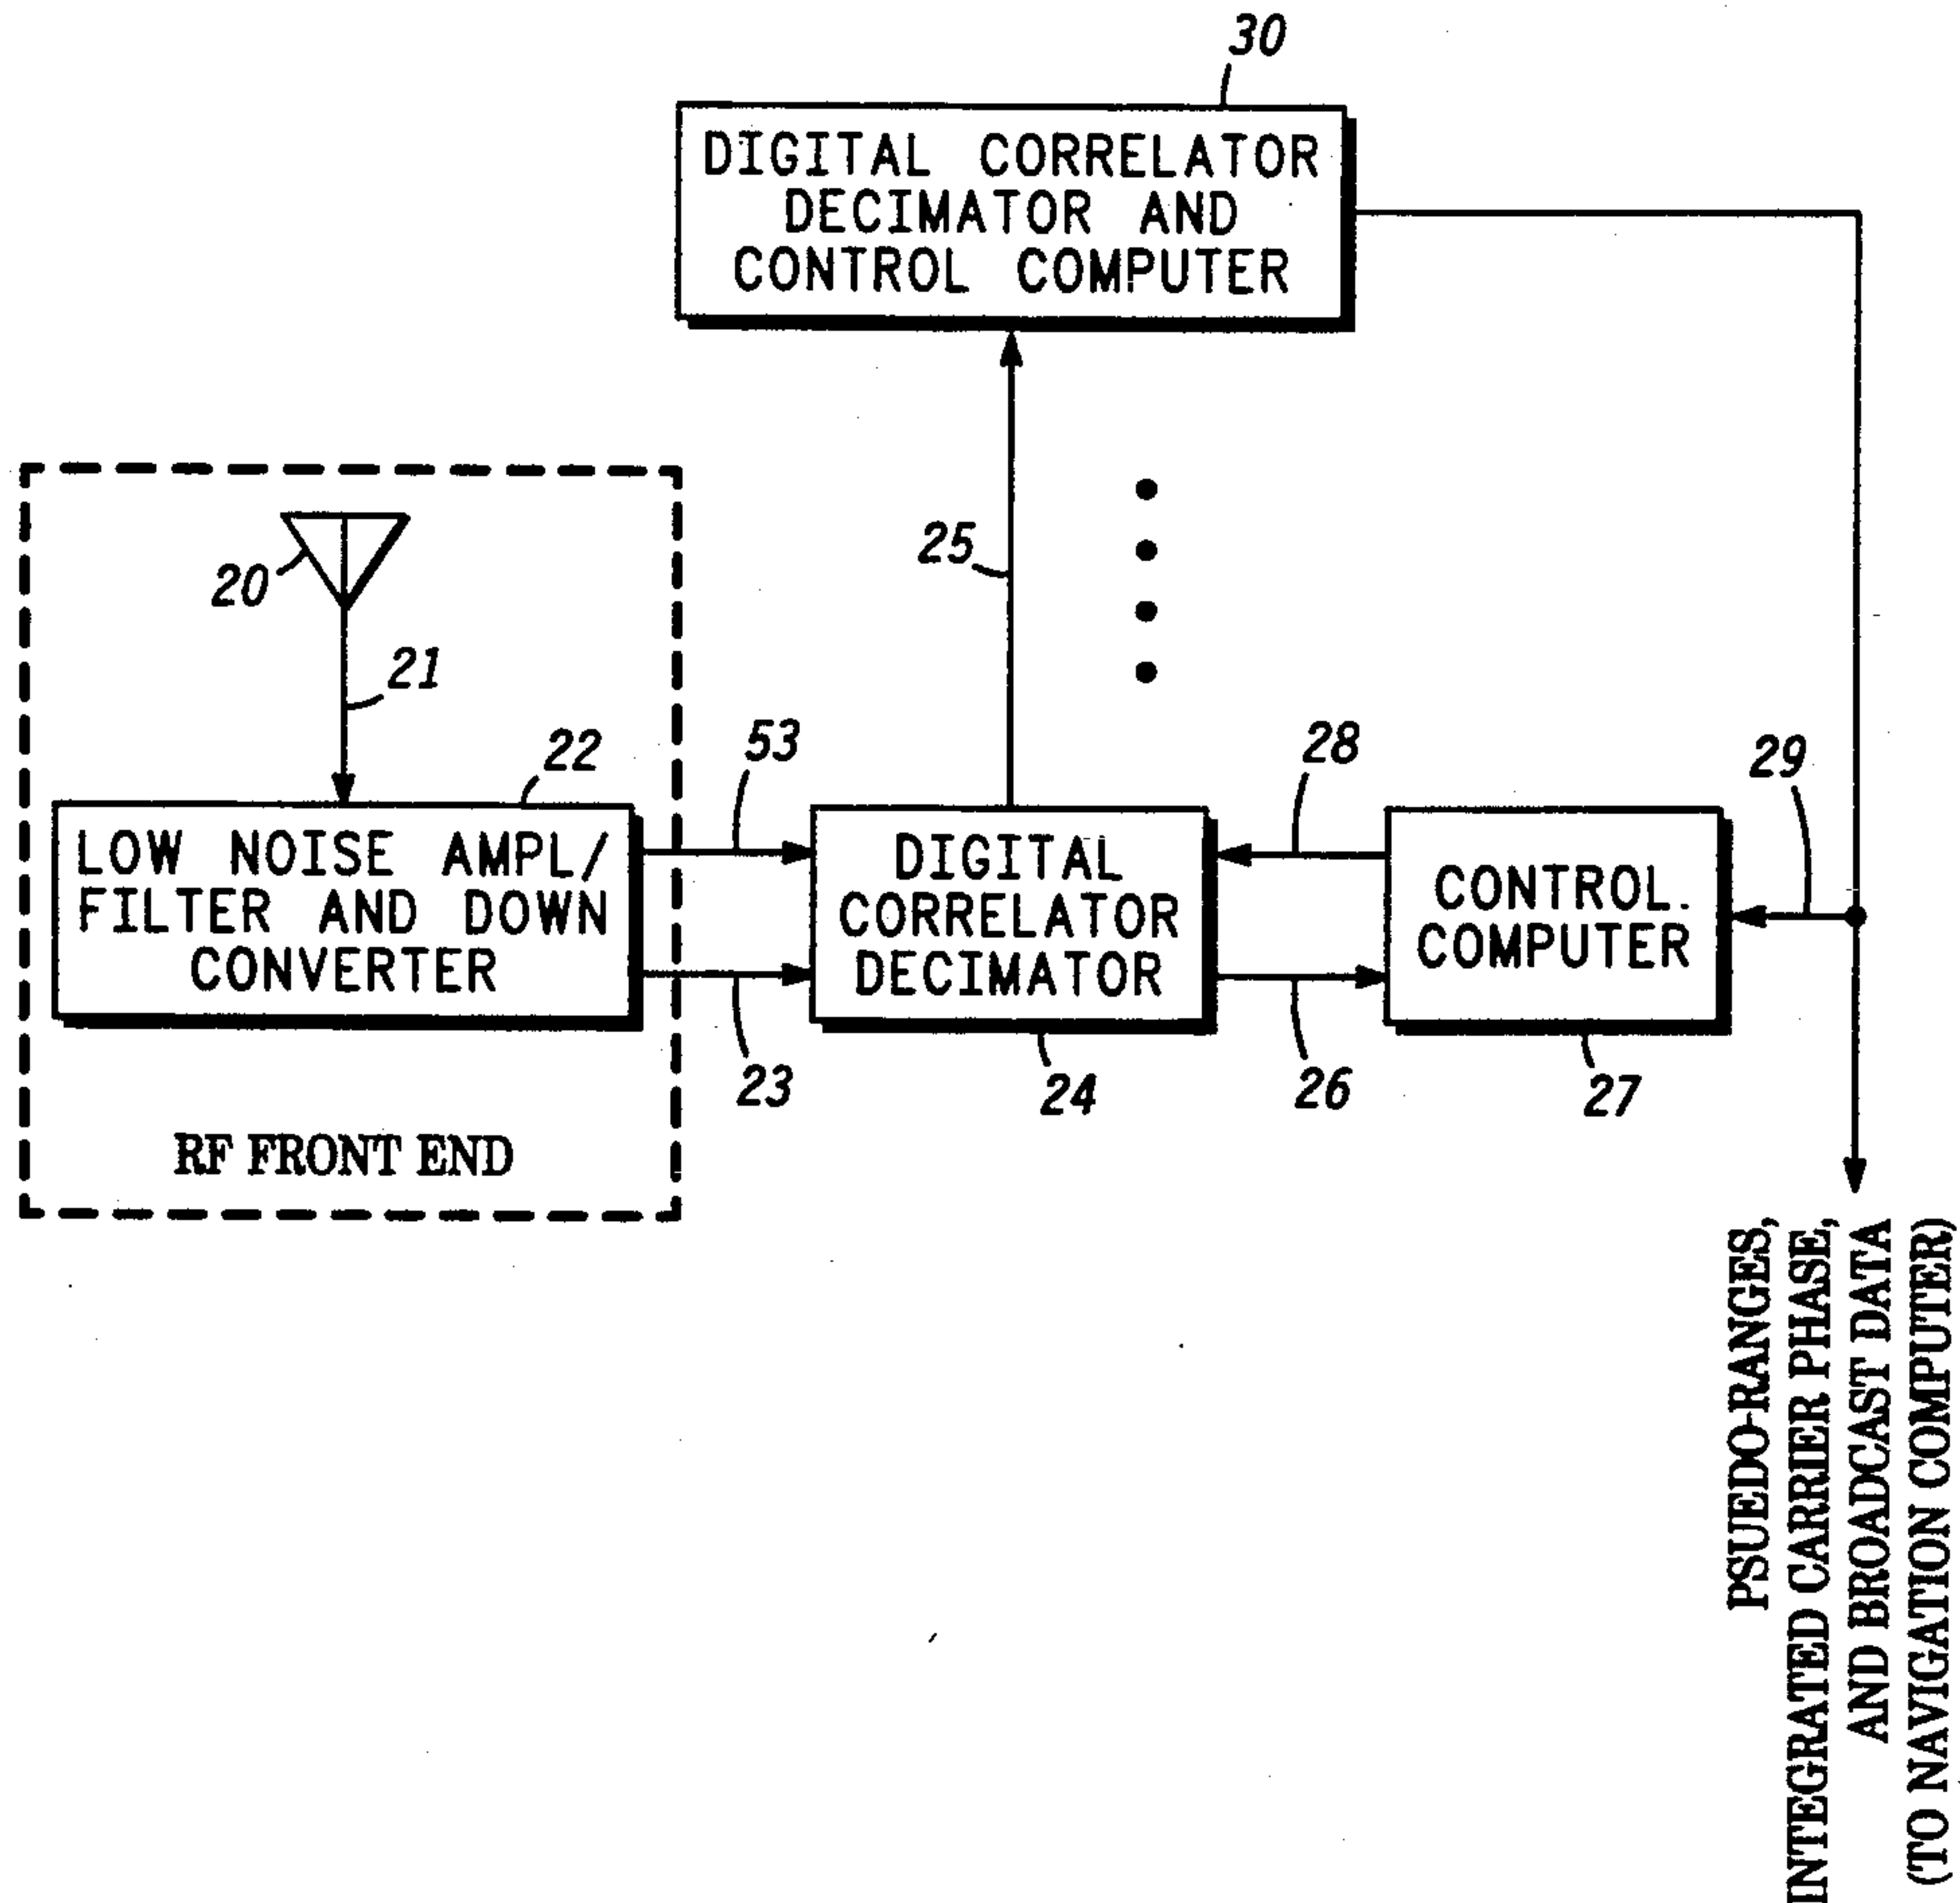 30
DIGITAL CORRELATOR
DECIMATOR AND
CONTROL COMPUTER
25
20
21
22
53
28
29
LOW NOISE AMPL/
FILTER AND DOWN
CONVERTER
DIGITAL
CORRELATOR
DECIMATOR
CONTROL.
COMPUTER
23
24
26
27
RF FRONT END
PSUEDO-RANGES,
INTEGRATED CARRIER PHASE,
AND BROADCAST DATA
(TO NAVIGATION COMPUTER)